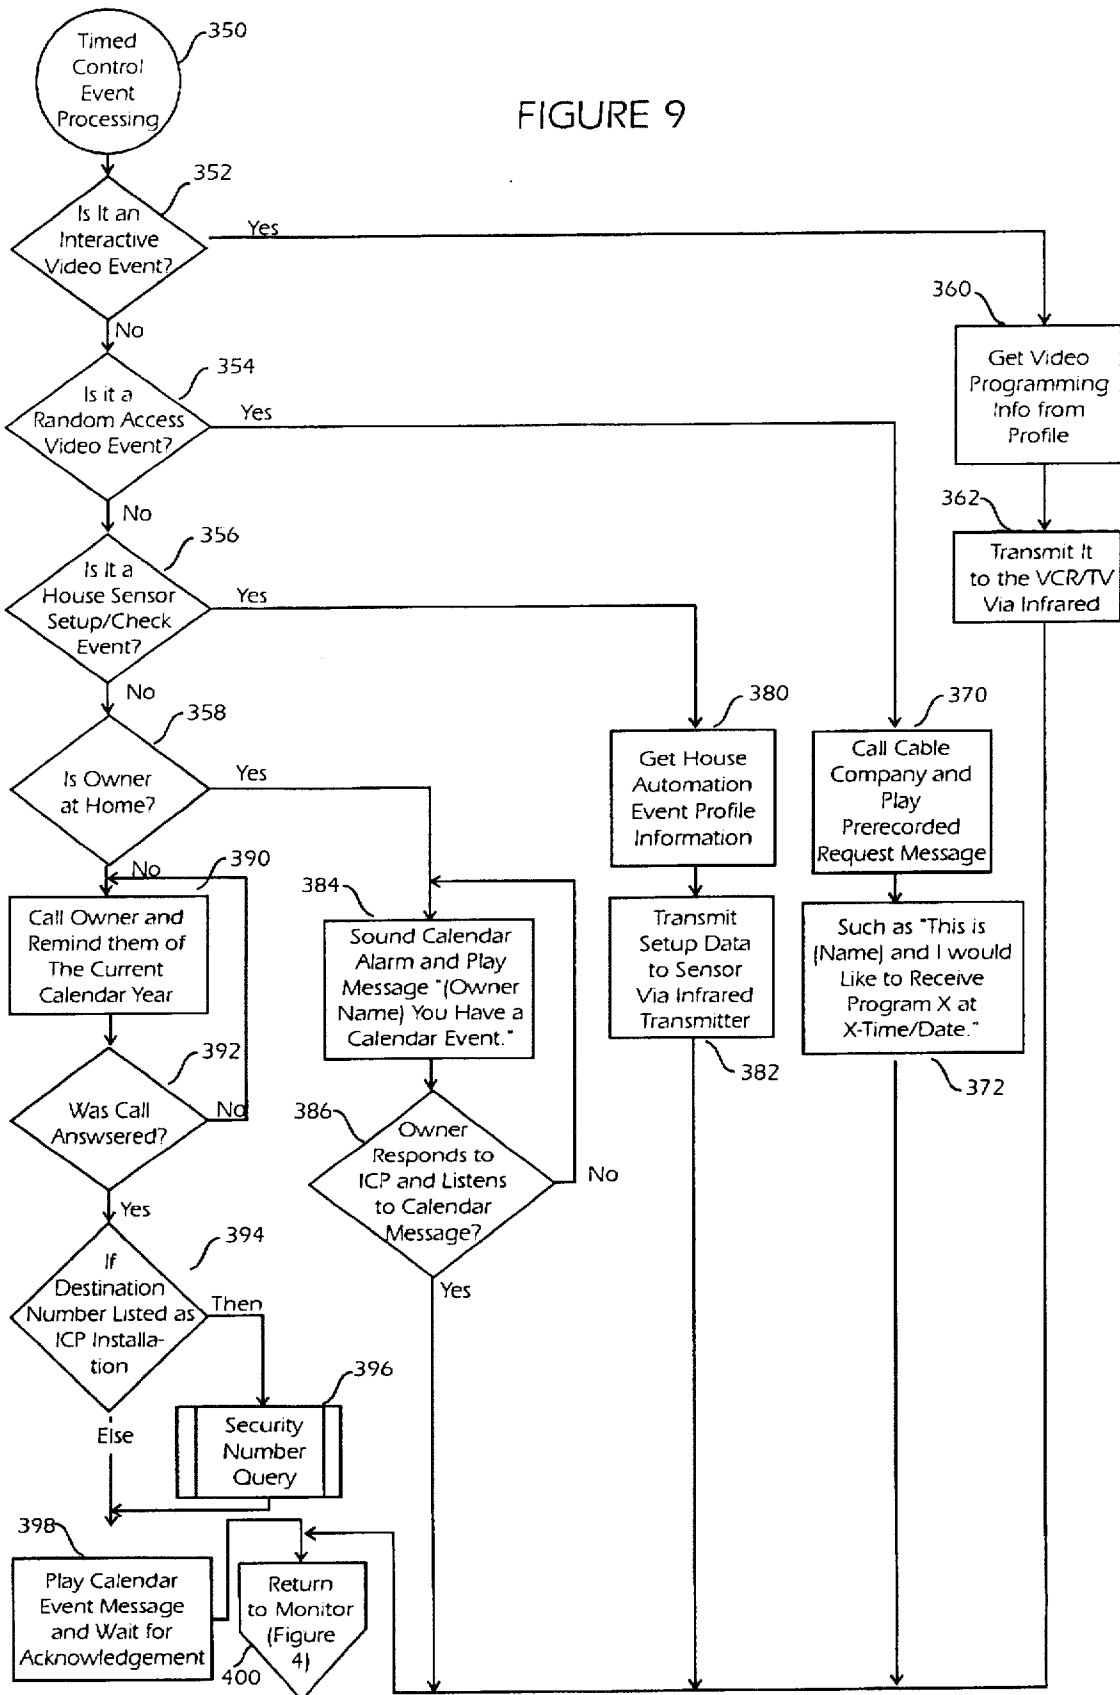 350
Timed
Control
Event
Processing
FIGURE 9
352
Is It an
Interactive
Video Event?
Yes
No
360
Get Video
Programming
Info from
Profile
354
Is it a
Random Access
Video Event?
Yes
No
362
Transmit It
to the VCR/TV
Via Infrared
356
Is It a
House Sensor
Setup/Check
Event?
Yes
No
358
Is Owner
at Home?
Yes
No
380
Get House
Automation
Event Profile
Information
370
Call Cable
Company and
Play
Prerecorded
Request Message
390
Call Owner and
Remind them of
The Current
Calendar Year
384
Sound Calendar
Alarm and Play
Message "(Owner
Name) You Have a
Calendar Event."
Transmit
Setup Data
to Sensor
Via Infrared
Transmitter
382
Such as "This is
(Name) and I would
Like to Receive
Program X at
X-Time/Date."
372
392
Was Call
Answsered?
No
Yes
386
Owner
Responds to
ICP and Listens
to Calendar
Message?
No
Yes
394
If
Destination
Number Listed as
ICP Installa-
tion
Then
Else
396
Security
Number
Query
398
Play Calendar
Event Message
and Wait for
Acknowledgement
Return
to Monitor
(Figure
4)
400